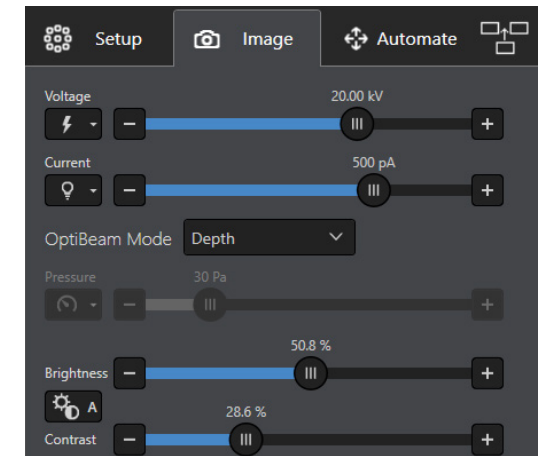 Setup
Image
Automate
Voltage
20.00 kV
Current
500 pA
OptiBeam Mode
Depth
Pressure
30 Pa
50.8 %
Brightness
A
28.6 %
Contrast